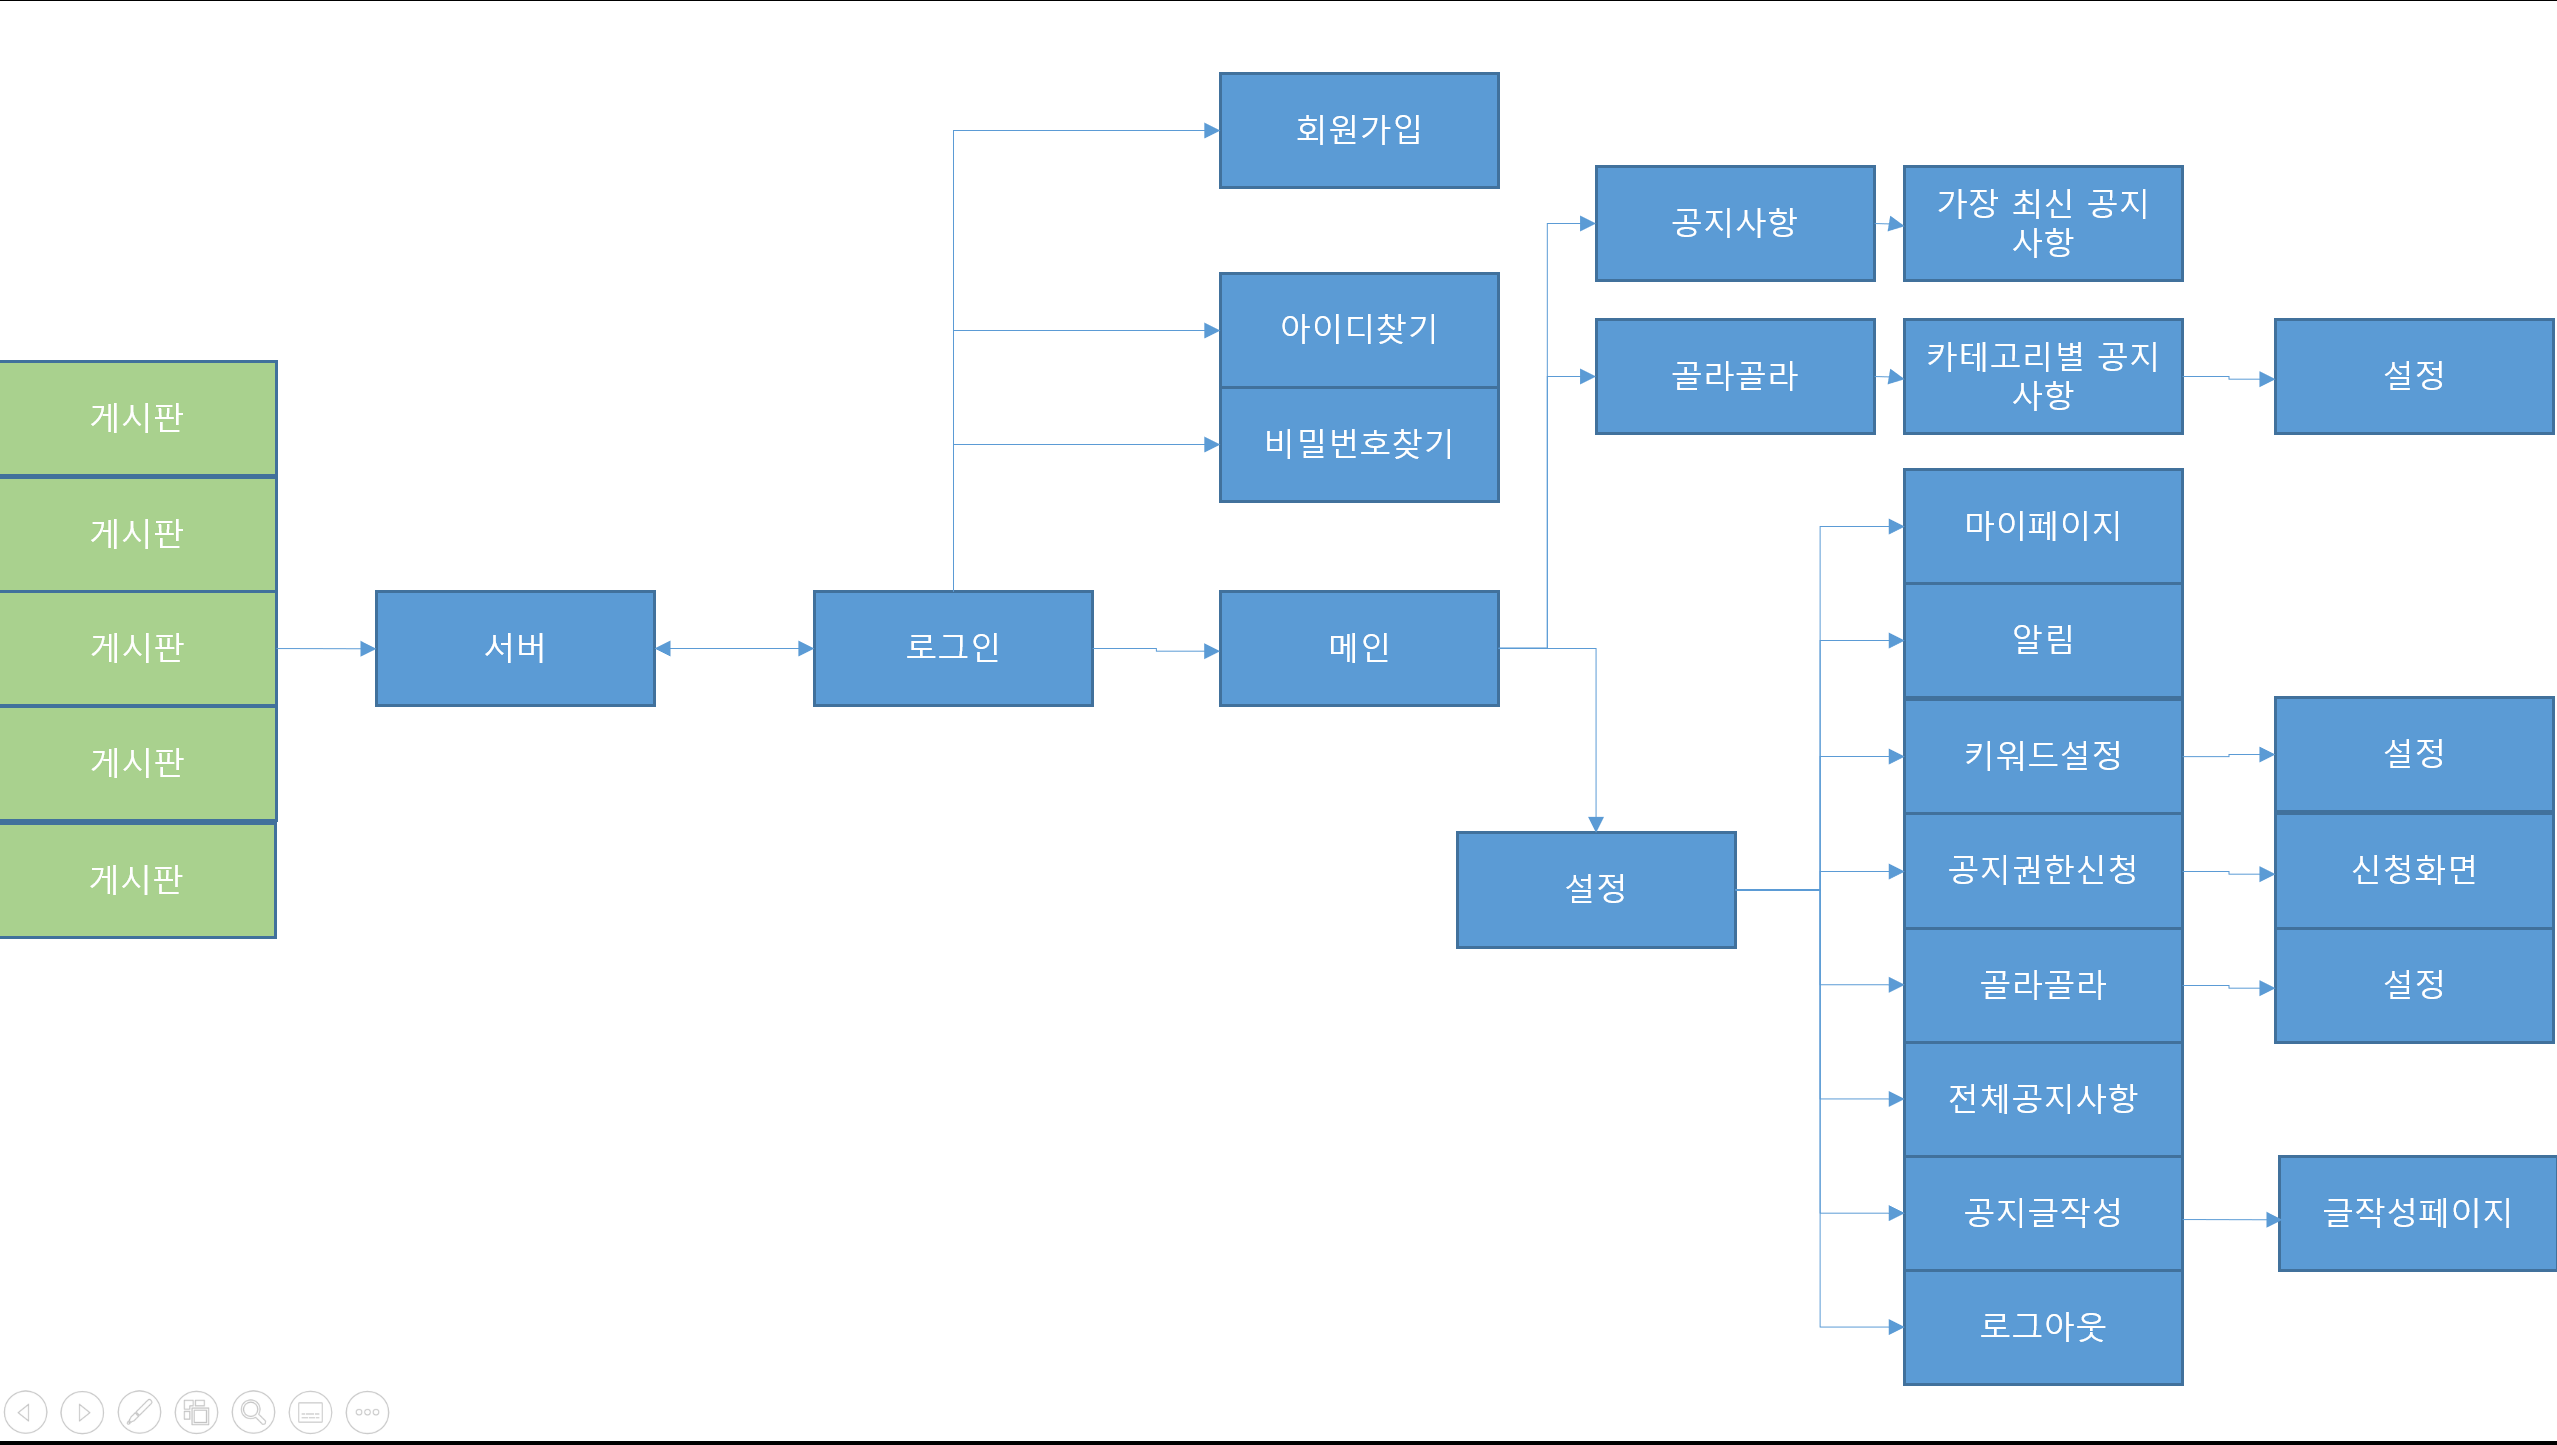 회원가입
아이디찾기
비밀번호찾기
공지사항
가장 최신 공지
사항
골라골라
카테고리별 공지
사항
설정
게시판
게시판
게시판
게시판
게시판
서버
로그인
메인
설정
마이페이지
알림
키워드설정
설정
공지권한신청
신청화면
골라골라
설정
전체공지사항
공지글작성
글작성페이지
로그아웃